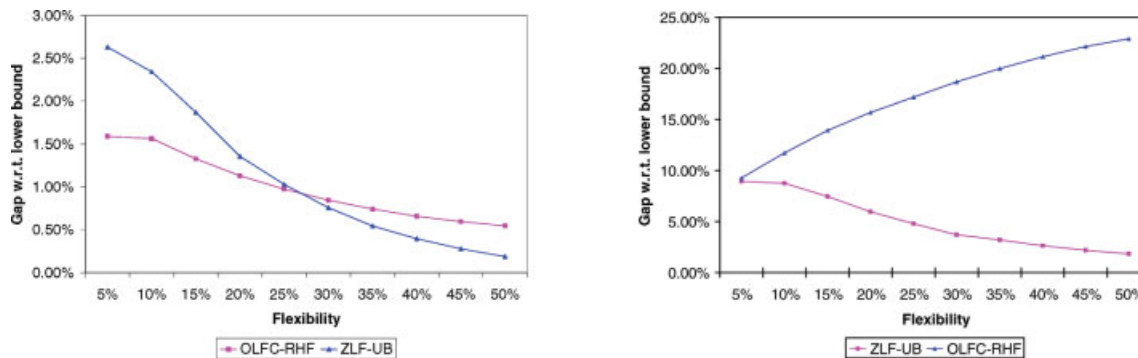 3.00%
2.50%
2.00%
1.50%
1.00%
0.50%
0.00%
Gap w.r.t. lower bound
5% 10% 15% 20% 25% 30% 35% 40% 45% 50%
Flexibility
OLFC-RHF ZLF-UB
25.00%
20.00%
15.00%
10.00%
5.00%
0.00%
Gap w.r.t. lower bound
5% 10% 15% 20% 25% 30% 35% 40% 45% 50%
Flexibility
ZLF-UB OLFC-RHF